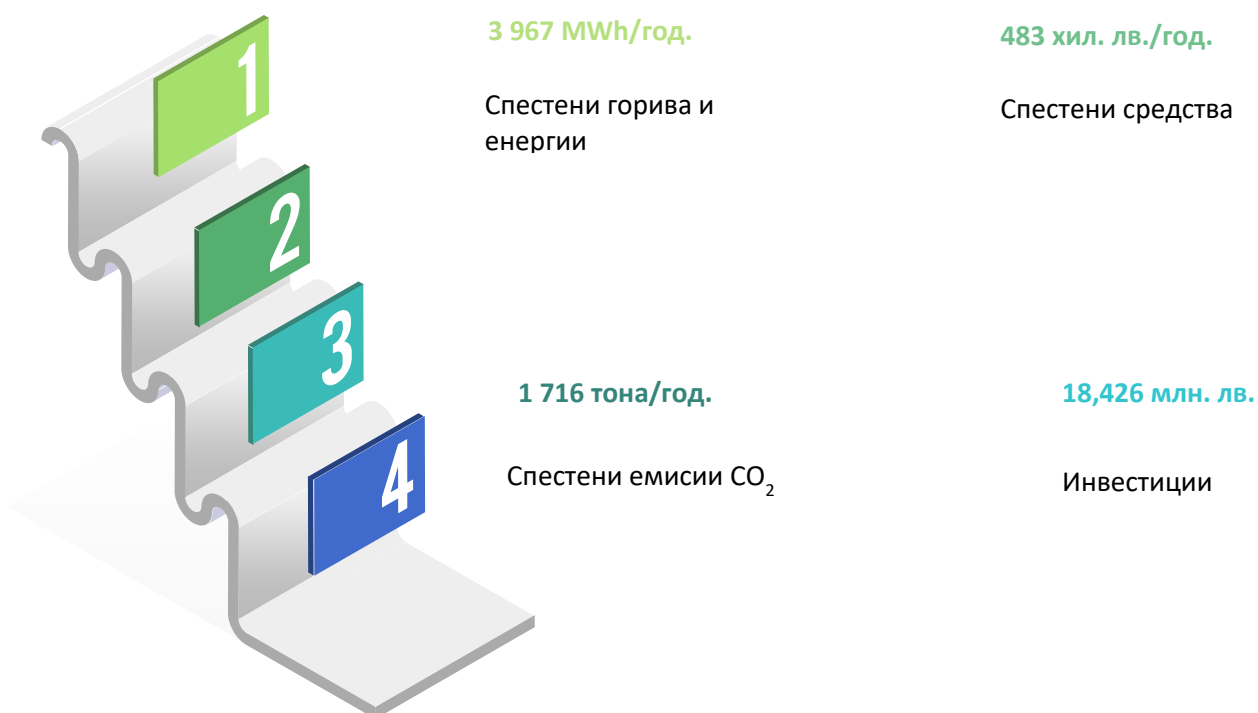 1
2
3
4
3 967 MWh/год.
Спестени горива и
енергии
483 хил. лв./год.
Спестени средства
1 716 тона/год.
Спестени емисии CO2
18,426 млн. лв.
Инвестиции